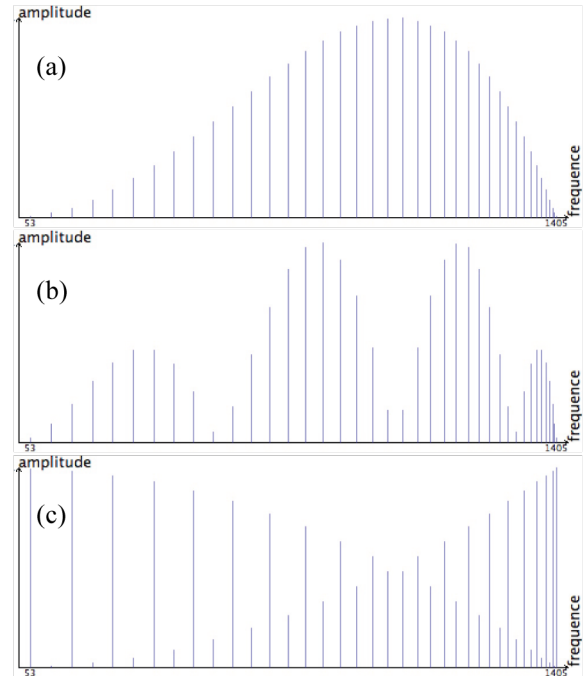 amplitude
(a)
frequence
53
1405
amplitude
(b)
frequence
53
1405
amplitude
(c)
frequence
53
1405